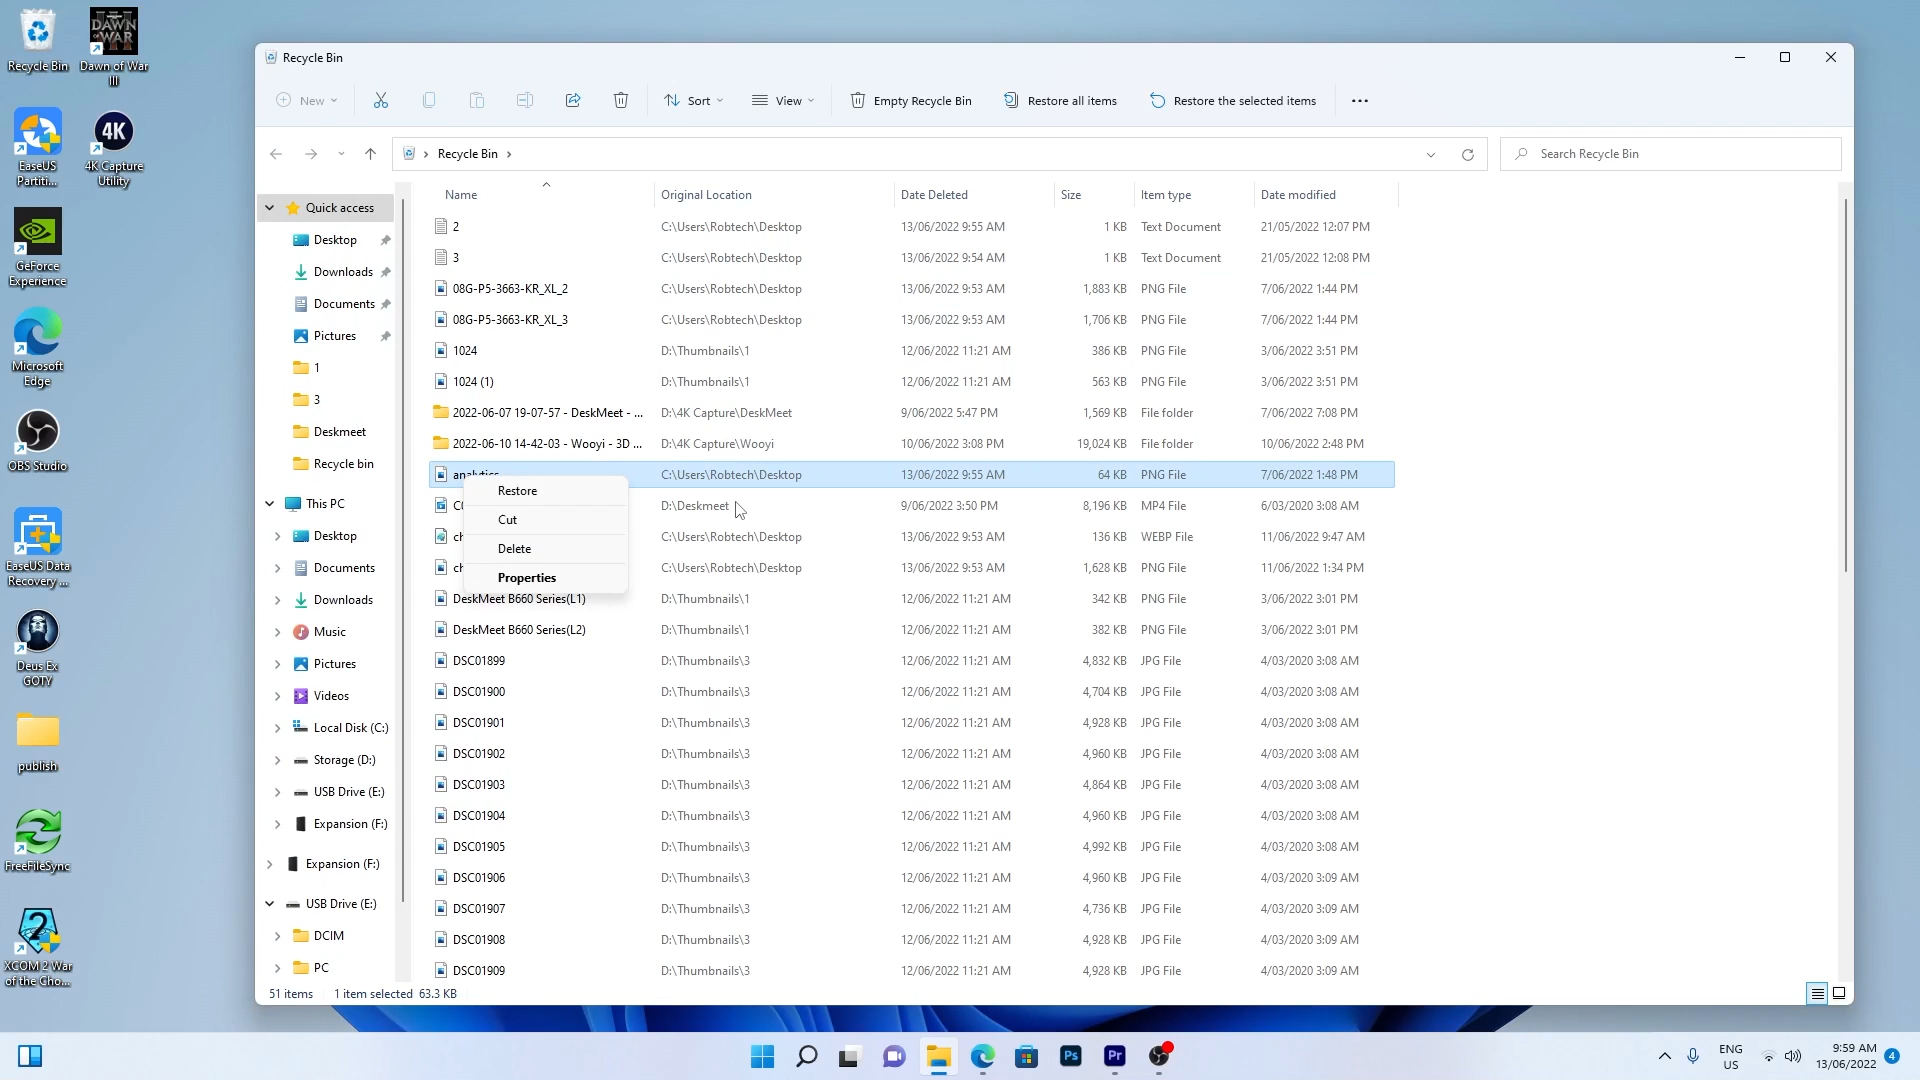 Recycle Bin
Dawn of War
III
EaseUS
Partiti...
4K
4K Capture
Utility
GeForce
Experience
Microsoft
Edge
OBS Studio
EaseUS Data
Recovery ...
Deus Ex
GOTY
publish
FreeFileSync
XCOM 2 War
of the Cho...
Recycle Bin
New
Sort
View
Empty Recycle Bin
Restore all items
Restore the selected items
Recycle Bin
Search Recycle Bin
Quick access
Desktop
Downloads
Documents
Pictures
1
3
Deskmeet
Recycle bin
This PC
Desktop
Documents
Downloads
Music
Pictures
Videos
Local Disk (C:)
Storage (D:)
USB Drive (E:)
Expansion (F:)
Expansion (F:)
USB Drive (E:)
DCIM
PC
Name Original Location Date Deleted Size Item type Date modified
2 C:\Users\Robtech\Desktop 13/06/2022 9:55 AM 1 KB Text Document 21/05/2022 12:07 PM
3 C:\Users\Robtech\Desktop 13/06/2022 9:54 AM 1 KB Text Document 21/05/2022 12:08 PM
08G-P5-3663-KR_XL_2 C:\Users\Robtech\Desktop 13/06/2022 9:53 AM 1,883 KB PNG File 7/06/2022 1:44 PM
08G-P5-3663-KR_XL_3 C:\Users\Robtech\Desktop 13/06/2022 9:53 AM 1,706 KB PNG File 7/06/2022 1:44 PM
1024 D:\Thumbnails\1 12/06/2022 11:21 AM 386 KB PNG File 3/06/2022 3:51 PM
1024 (1) D:\Thumbnails\1 12/06/2022 11:21 AM 563 KB PNG File 3/06/2022 3:51 PM
2022-06-07 19-07-57 - DeskMeet - ... D:\4K Capture\DeskMeet 9/06/2022 5:47 PM 1,569 KB File folder 7/06/2022 7:08 PM
2022-06-10 14-42-03 - Wooyi - 3D ... D:\4K Capture\Wooyi 10/06/2022 3:08 PM 19,024 KB File folder 10/06/2022 2:48 PM
analytics C:\Users\Robtech\Desktop 13/06/2022 9:55 AM 64 KB PNG File 7/06/2022 1:48 PM
D:\Deskmeet 9/06/2022 3:50 PM 8,196 KB MP4 File 6/03/2020 3:08 AM
ch C:\Users\Robtech\Desktop 13/06/2022 9:53 AM 136 KB WEBP File 11/06/2022 9:47 AM
ch C:\Users\Robtech\Desktop 13/06/2022 9:53 AM 1,628 KB PNG File 11/06/2022 1:34 PM
Restore
Cut
Delete
Properties
DeskMeet B660 Series(L1) D:\Thumbnails\1 12/06/2022 11:21 AM 342 KB PNG File 3/06/2022 3:01 PM
DeskMeet B660 Series(L2) D:\Thumbnails\1 12/06/2022 11:21 AM 382 KB PNG File 3/06/2022 3:01 PM
DSC01899 D:\Thumbnails\3 12/06/2022 11:21 AM 4,832 KB JPG File 4/03/2020 3:08 AM
DSC01900 D:\Thumbnails\3 12/06/2022 11:21 AM 4,704 KB JPG File 4/03/2020 3:08 AM
DSC01901 D:\Thumbnails\3 12/06/2022 11:21 AM 4,928 KB JPG File 4/03/2020 3:08 AM
DSC01902 D:\Thumbnails\3 12/06/2022 11:21 AM 4,960 KB JPG File 4/03/2020 3:08 AM
DSC01903 D:\Thumbnails\3 12/06/2022 11:21 AM 4,864 KB JPG File 4/03/2020 3:08 AM
DSC01904 D:\Thumbnails\3 12/06/2022 11:21 AM 4,960 KB JPG File 4/03/2020 3:08 AM
DSC01905 D:\Thumbnails\3 12/06/2022 11:21 AM 4,992 KB JPG File 4/03/2020 3:08 AM
DSC01906 D:\Thumbnails\3 12/06/2022 11:21 AM 4,960 KB JPG File 4/03/2020 3:09 AM
DSC01907 D:\Thumbnails\3 12/06/2022 11:21 AM 4,736 KB JPG File 4/03/2020 3:09 AM
DSC01908 D:\Thumbnails\3 12/06/2022 11:21 AM 4,928 KB JPG File 4/03/2020 3:09 AM
DSC01909 D:\Thumbnails\3 12/06/2022 11:21 AM 4,928 KB JPG File 4/03/2020 3:09 AM
51 items 1 item selected 63.3 KB
Ps
Pr
ENG
US
9:59 AM
13/06/2022
4